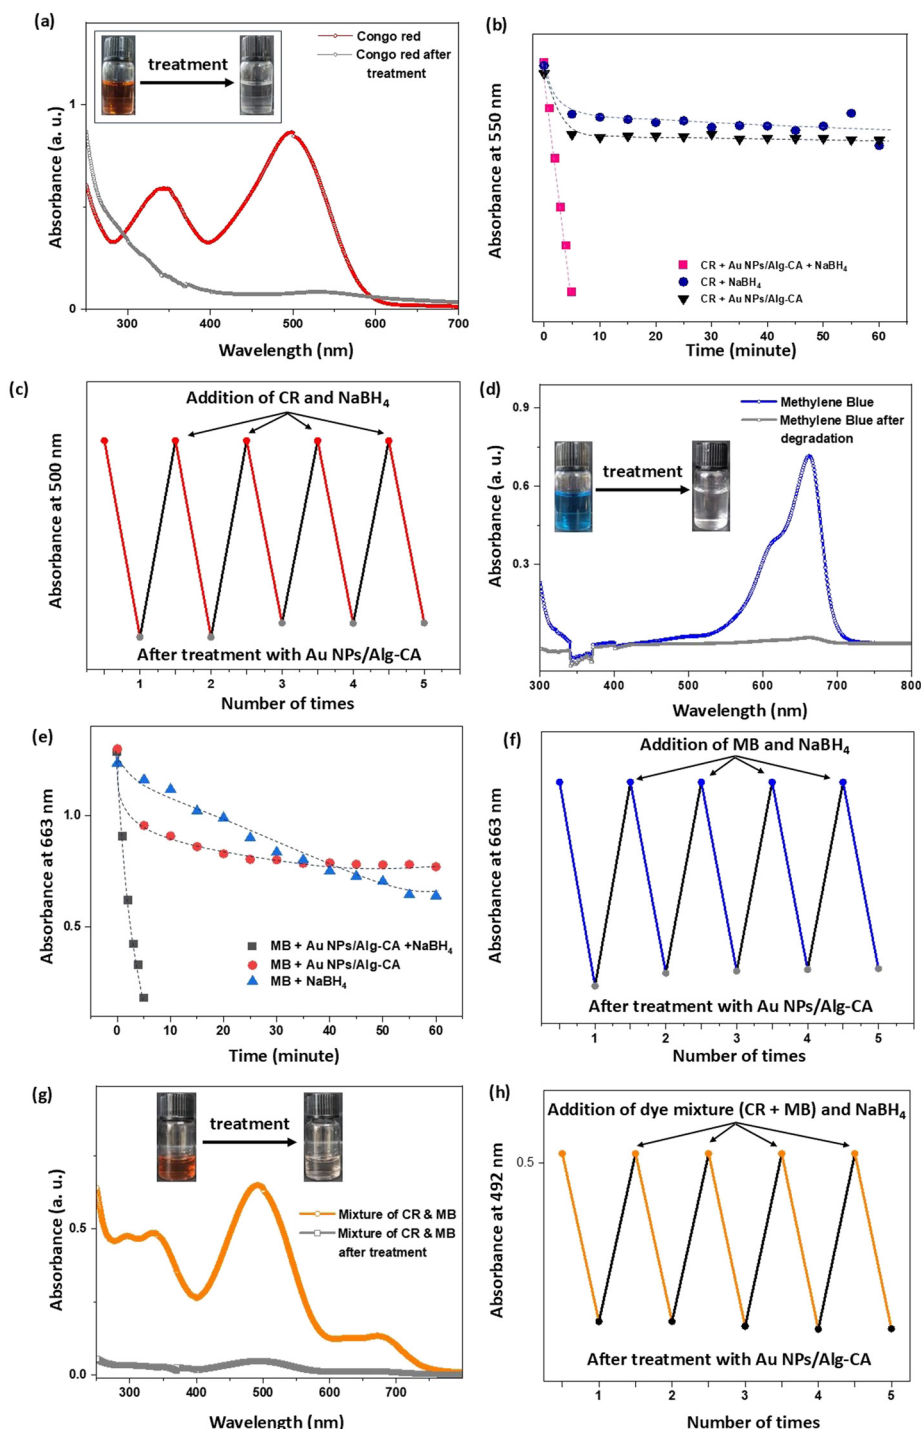 (a)
Congo red
Congo red after
treatment
treatment
1
0
Absorbance (a. u.)
300 400 500 600 700
Wavelength (nm)
(b)
Absorbance at 550 nm
CR + Au NPs/Alg-CA + NaBH₄
CR + NaBH₄
CR + Au NPs/Alg-CA
0 10 20 30 40 50 60
Time (minute)
(c)
Addition of CR and NaBH₄
Absorbance at 500 nm
After treatment with Au NPs/Alg-CA
1 2 3 4 5
Number of times
(d)
Methylene Blue
Methylene Blue after
degradation
treatment
0.9
0.6
0.3
Absorbance (a. u.)
300 400 500 600 700 800
Wavelength (nm)
(e)
1.0
0.5
Absorbance at 663 nm
MB + Au NPs/Alg-CA +NaBH₄
MB + Au NPs/Alg-CA
MB + NaBH₄
0 10 20 30 40 50 60
Time (minute)
(f)
Addition of MB and NaBH₄
Absorbance at 663 nm
After treatment with Au NPs/Alg-CA
1 2 3 4 5
Number of times
(g)
treatment
Mixture of CR & MB
Mixture of CR & MB
after treatment
0.5
0.0
Absorbance (a. u.)
300 400 500 600 700
Wavelength (nm)
(h)
Addition of dye mixture (CR + MB) and NaBH₄
0.5
Absorbance at 492 nm
After treatment with Au NPs/Alg-CA
1 2 3 4 5
Number of times